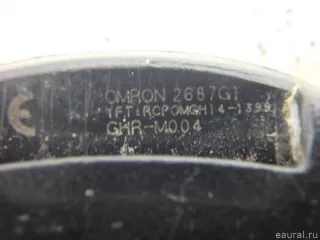 OMRON 2687G1
IFT:RCPOMGH14-1399
GHR-M004
eaural.ru